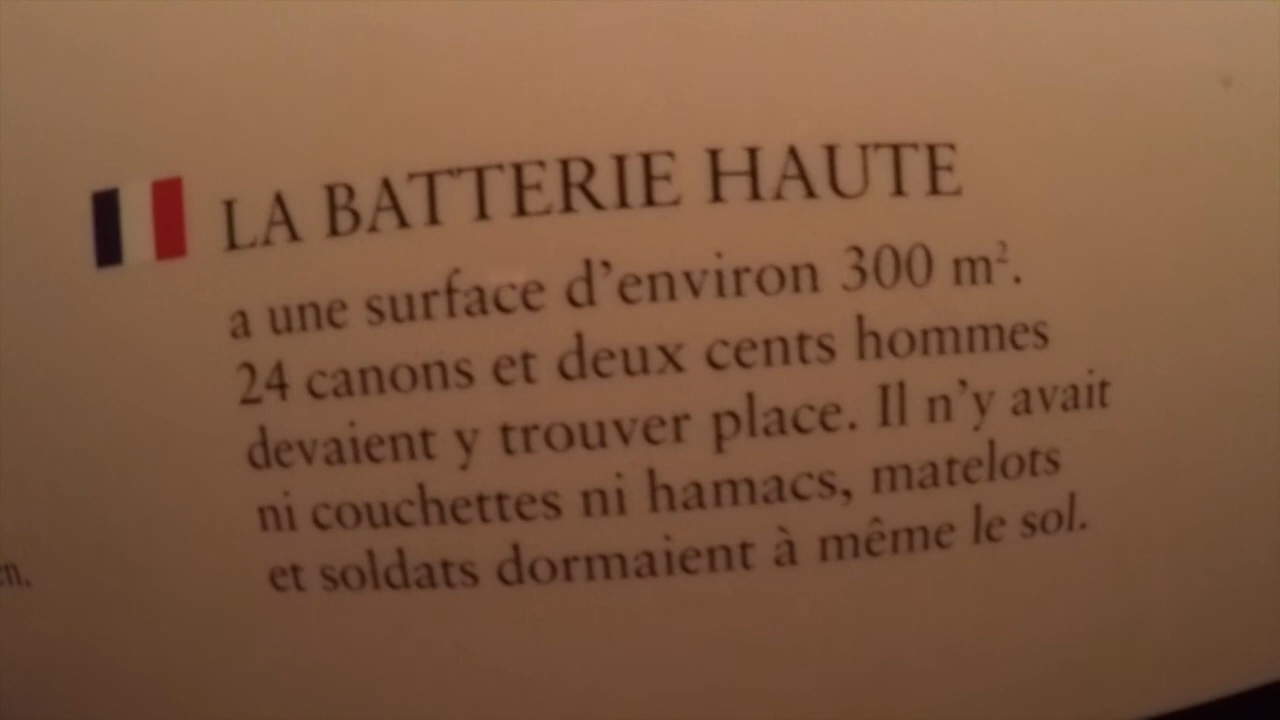 LA BATTERIE HAUTE
a une surface d'environ 300 m².
24 canons et deux cents hommes
devaient y trouver place. Il n'y avait
ni couchettes ni hamacs, matelots
et soldats dormaient à même le sol.